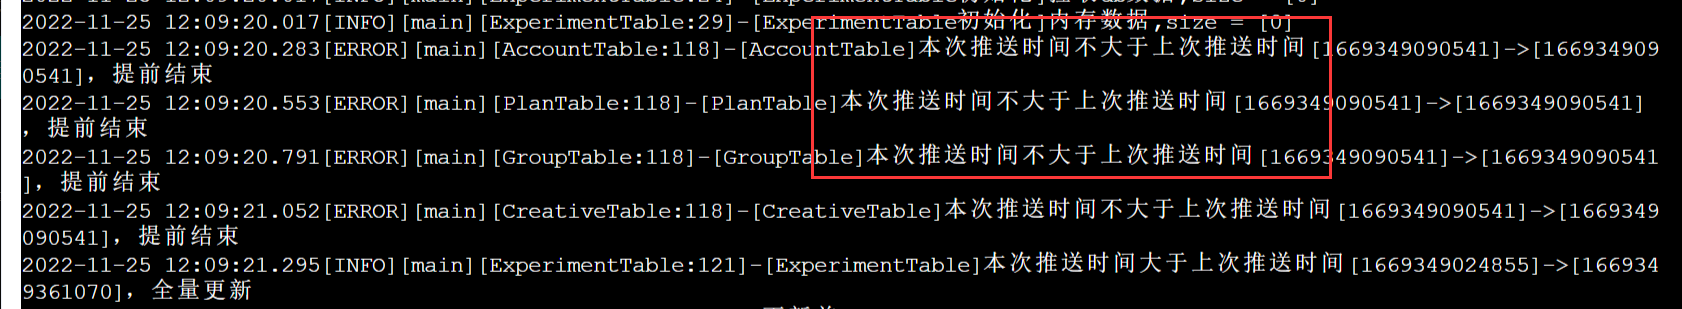 2022-11-25 12:09:20.017[INFO][main][ExperimentTable:29]-[ExperimentTable初始化]内存数据,size = [0]
2022-11-25 12:09:20.283[ERROR][main][AccountTable:118]-[AccountTable]本次推送时间不大于上次推送时间[1669349090541]->[166934909
0541]，提前结束
2022-11-25 12:09:20.553[ERROR][main][PlanTable:118]-[PlanTable]本次推送时间不大于上次推送时间[1669349090541]->[1669349090541]
，提前结束
2022-11-25 12:09:20.791[ERROR][main][GroupTable:118]-[GroupTable]本次推送时间不大于上次推送时间[1669349090541]->[1669349090541
]，提前结束
2022-11-25 12:09:21.052[ERROR][main][CreativeTable:118]-[CreativeTable]本次推送时间不大于上次推送时间[1669349090541]->[1669349
090541]，提前结束
2022-11-25 12:09:21.295[INFO][main][ExperimentTable:121]-[ExperimentTable]本次推送时间大于上次推送时间[1669349024855]->[166934
9361070]，全量更新